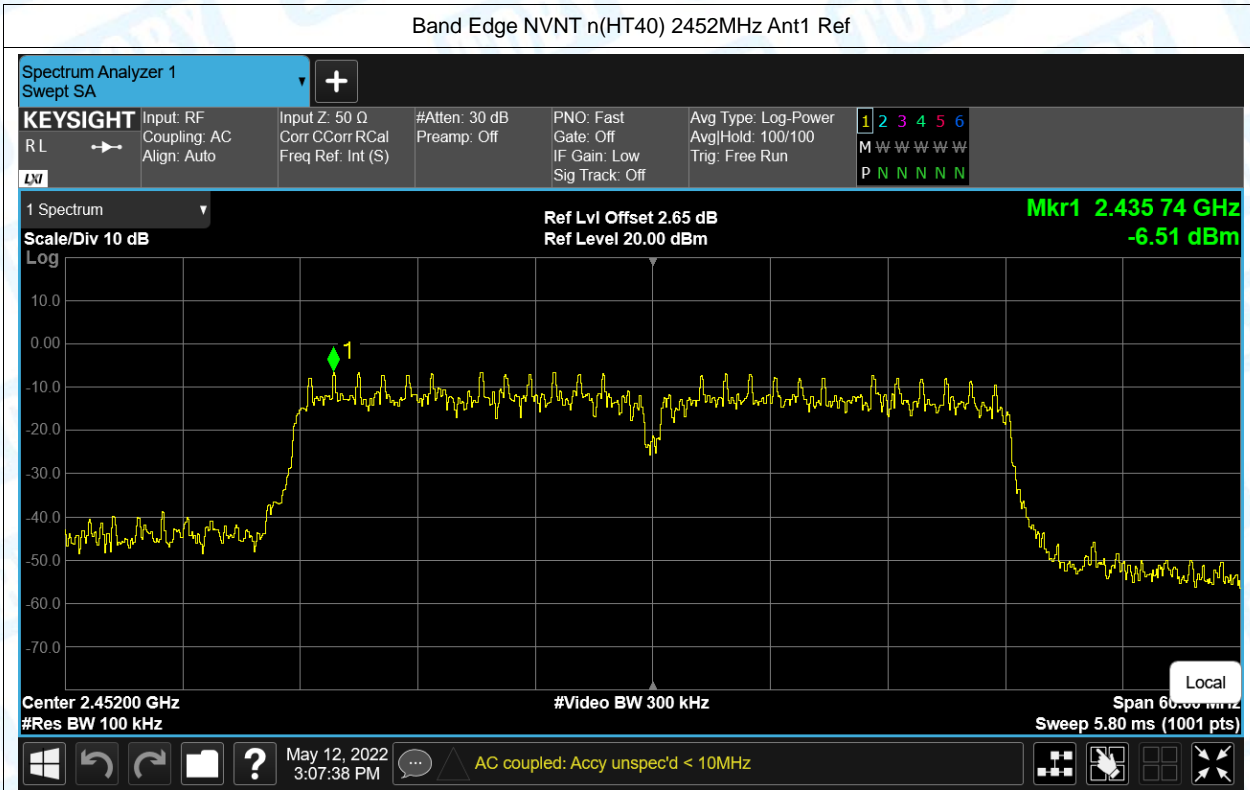 Band Edge NVNT n(HT40) 2452MHz Ant1 Ref
Spectrum Analyzer 1
Swept SA
KEYSIGHT
R L
LXI
Input: RF
Coupling: AC
Align: Auto
Input Z: 50 Ω
Corr CCorr RCal
Freq Ref: Int (S)
#Atten: 30 dB
Preamp: Off
PNO: Fast
Gate: Off
IF Gain: Low
Sig Track: Off
Avg Type: Log-Power
Avg|Hold: 100/100
Trig: Free Run
1 2 3 4 5 6
M W W W W W
P N N N N N
1 Spectrum
Scale/Div 10 dB
Ref Lvl Offset 2.65 dB
Ref Level 20.00 dBm
Mkr1 2.435 74 GHz
-6.51 dBm
Log
10.0
0.00
-10.0
-20.0
-30.0
-40.0
-50.0
-60.0
-70.0
1
Center 2.45200 GHz
#Res BW 100 kHz
#Video BW 300 kHz
Local
Span 60.00 MHz
Sweep 5.80 ms (1001 pts)
?
May 12, 2022
3:07:38 PM
AC coupled: Accy unspec'd < 10MHz